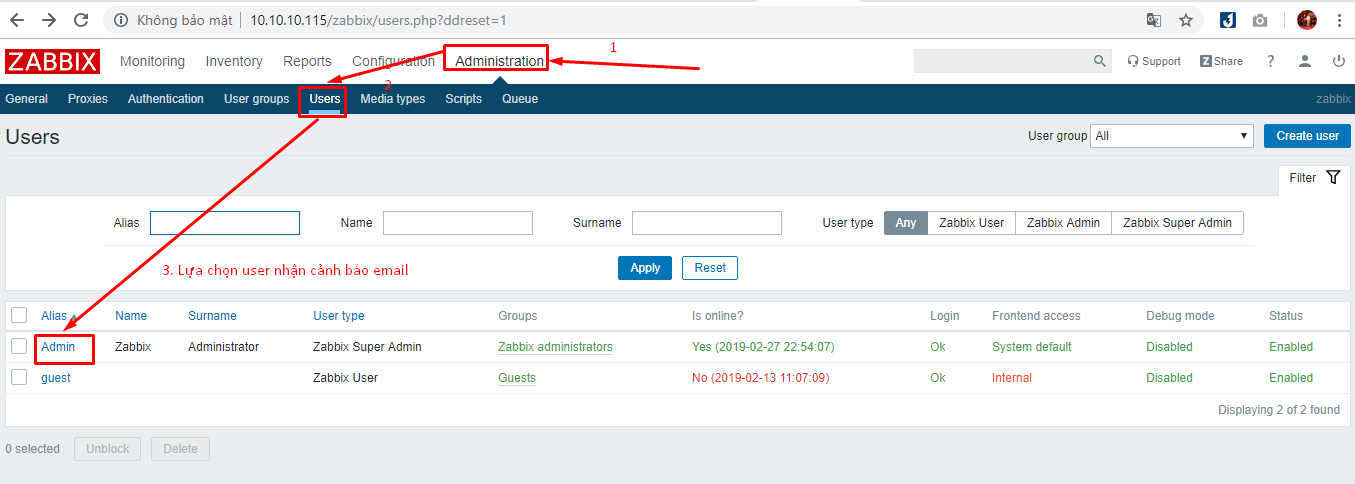 Không bảo mật 10.10.10.115/zabbix/users.php?ddreset=1
1
ZABBIX Monitoring Inventory Reports Configuration Administration Support Z Share ?
2
General Proxies Authentication User groups Users Media types Scripts Queue zabbix
Users User group All Create user
Filter
Alias Name Surname User type Any Zabbix User Zabbix Admin Zabbix Super Admin
3. Lựa chọn user nhận cảnh báo email Apply Reset
Alias Name Surname User type Groups Is online? Login Frontend access Debug mode Status
Admin Zabbix Administrator Zabbix Super Admin Zabbix administrators Yes (2019-02-27 22:54:07) Ok System default Disabled Enabled
guest Zabbix User Guests No (2019-02-13 11:07:09) Ok Internal Disabled Enabled
Displaying 2 of 2 found
0 selected Unblock Delete